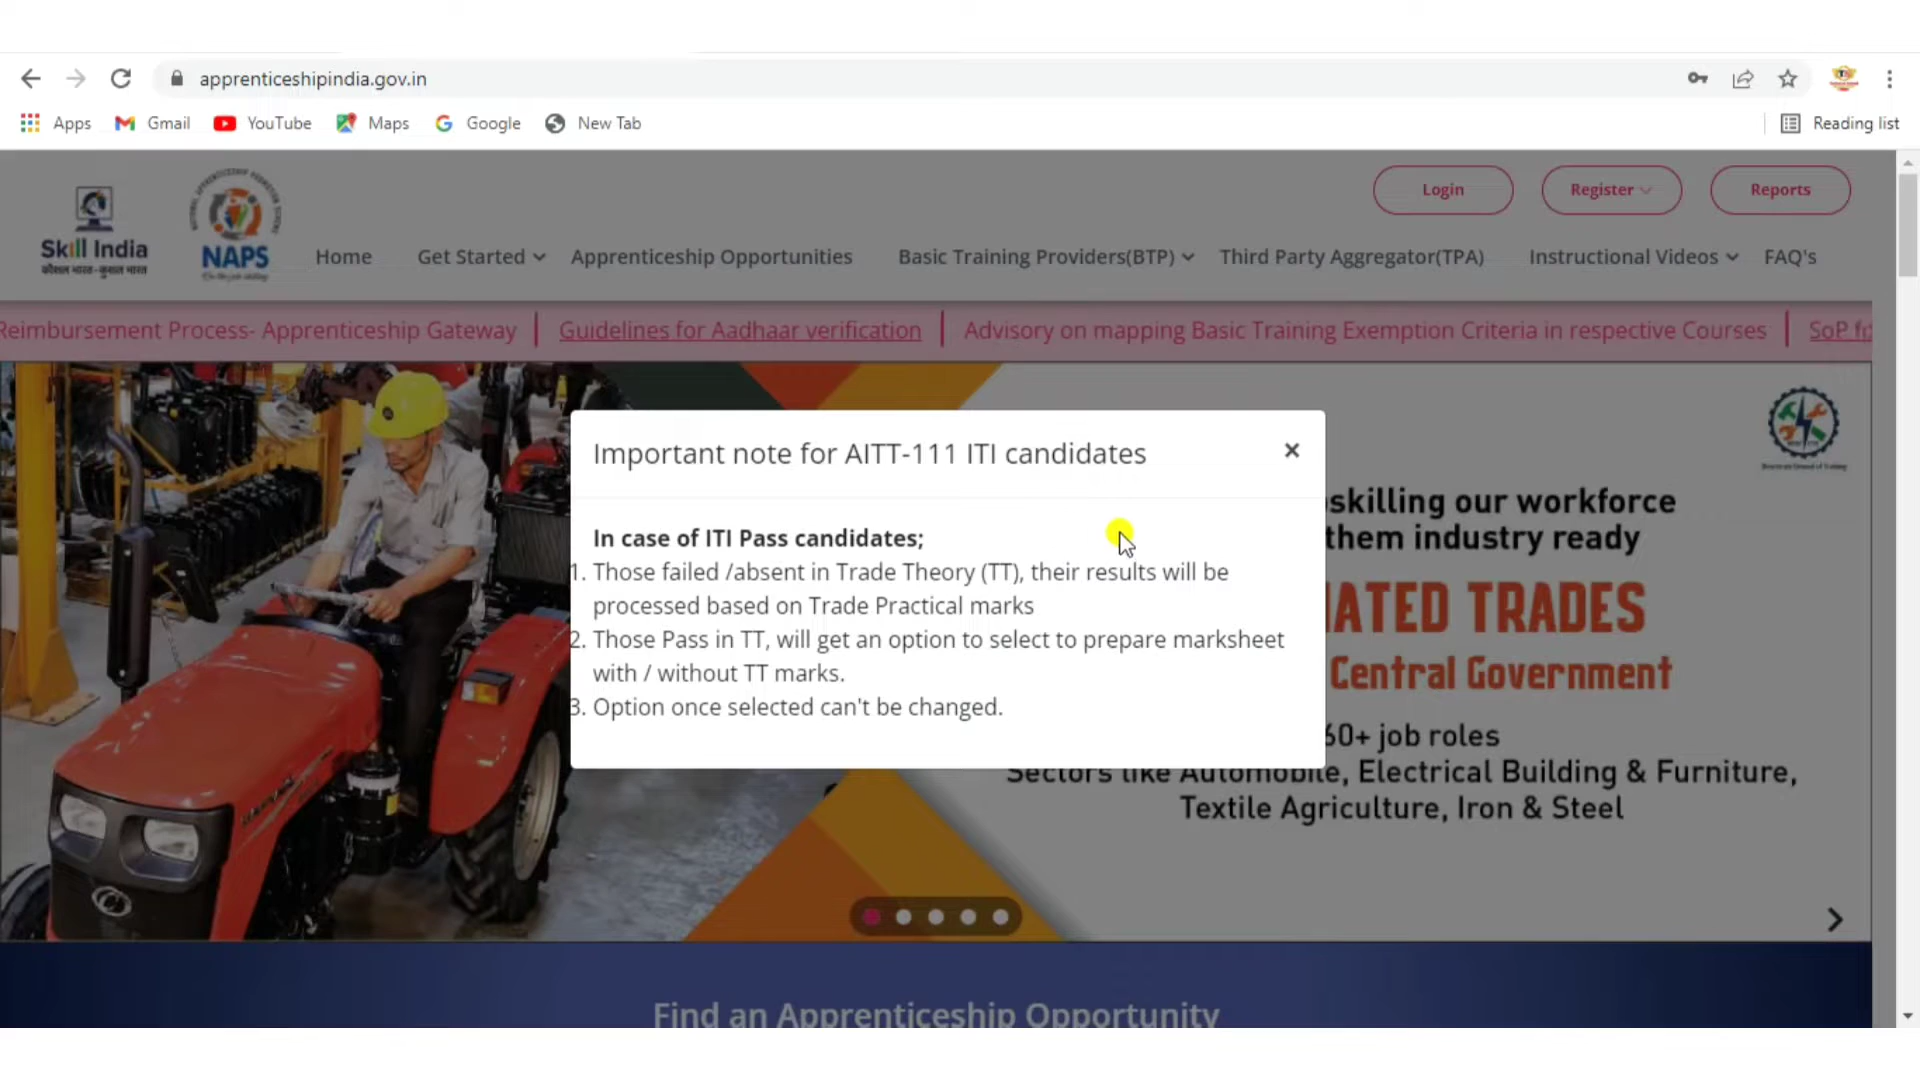 apprenticeshipindia.gov.in
Apps Gmail YouTube Maps Google New Tab Reading list
Login Register Reports
Skill India
कौशल भारत-कुशल भारत
NAPS
Home Get Started Apprenticeship Opportunities Basic Training Providers(BTP) Third Party Aggregator(TPA) Instructional Videos FAQ's
Reimbursement Process- Apprenticeship Gateway Guidelines for Aadhaar verification Advisory on mapping Basic Training Exemption Criteria in respective Courses SoP
Important note for AITT-111 ITI candidates ×
In case of ITI Pass candidates;
1. Those failed /absent in Trade Theory (TT), their results will be
processed based on Trade Practical marks
2. Those Pass in TT, will get an option to select to prepare marksheet
with / without TT marks.
3. Option once selected can't be changed.
skilling our workforce
them industry ready
ATED TRADES
Central Government
60+ job roles
Sectors like Automobile, Electrical Building & Furniture,
Textile Agriculture, Iron & Steel
Find an Apprenticeship Opportunity